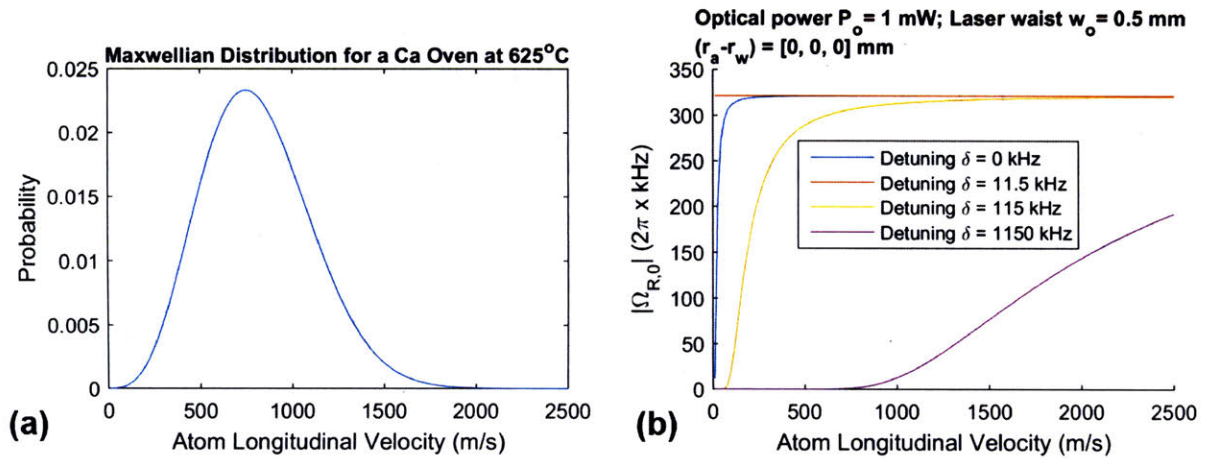 Maxwellian Distribution for a Ca Oven at 625°C
0.025
0.02
0.015
0.01
0.005
0
Probability
0 500 1000 1500 2000 2500
Atom Longitudinal Velocity (m/s)
(a)
Optical power Pₒ = 1 mW; Laser waist wₒ = 0.5 mm
(rₐ-r_w) = [0, 0, 0] mm
350
300
250
200
150
100
50
0
|Ω_R,0| (2π x kHz)
Detuning δ = 0 kHz
Detuning δ = 11.5 kHz
Detuning δ = 115 kHz
Detuning δ = 1150 kHz
0 500 1000 1500 2000 2500
Atom Longitudinal Velocity (m/s)
(b)